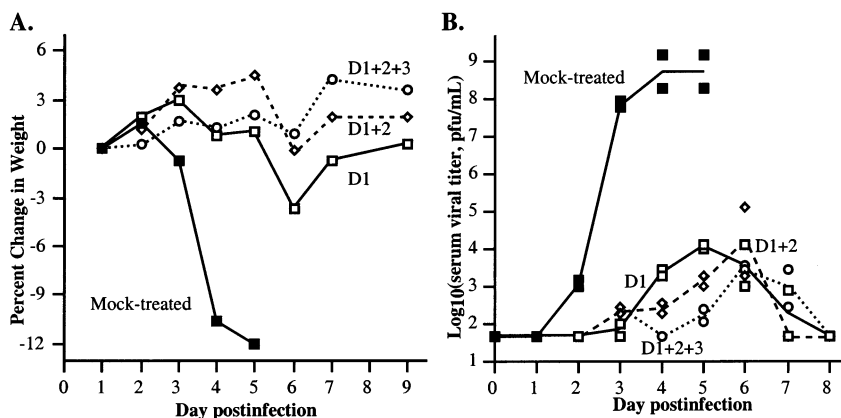 A.
6
3
0
-3
-6
-9
-12
Percent Change in Weight
D1+2+3
D1+2
D1
Mock-treated
0 1 2 3 4 5 6 7 8 9
Day postinfection
B.
9
8
7
6
5
4
3
2
1
Log10(serum viral titer, pfu/mL)
Mock-treated
D1+2
D1
D1+2+3
0 1 2 3 4 5 6 7 8
Day postinfection